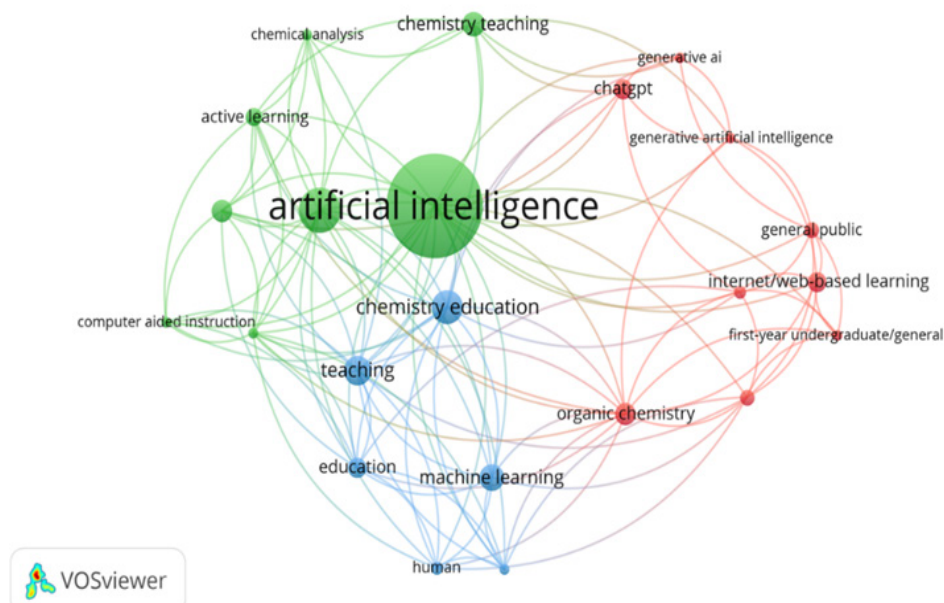 chemistry teaching
chemical analysis
generative ai
chatgpt
active learning
generative artificial intelligence
artificial intelligence
general public
internet/web-based learning
chemistry education
computer aided instruction
first-year undergraduate/general
teaching
organic chemistry
education
machine learning
human
VOSviewer